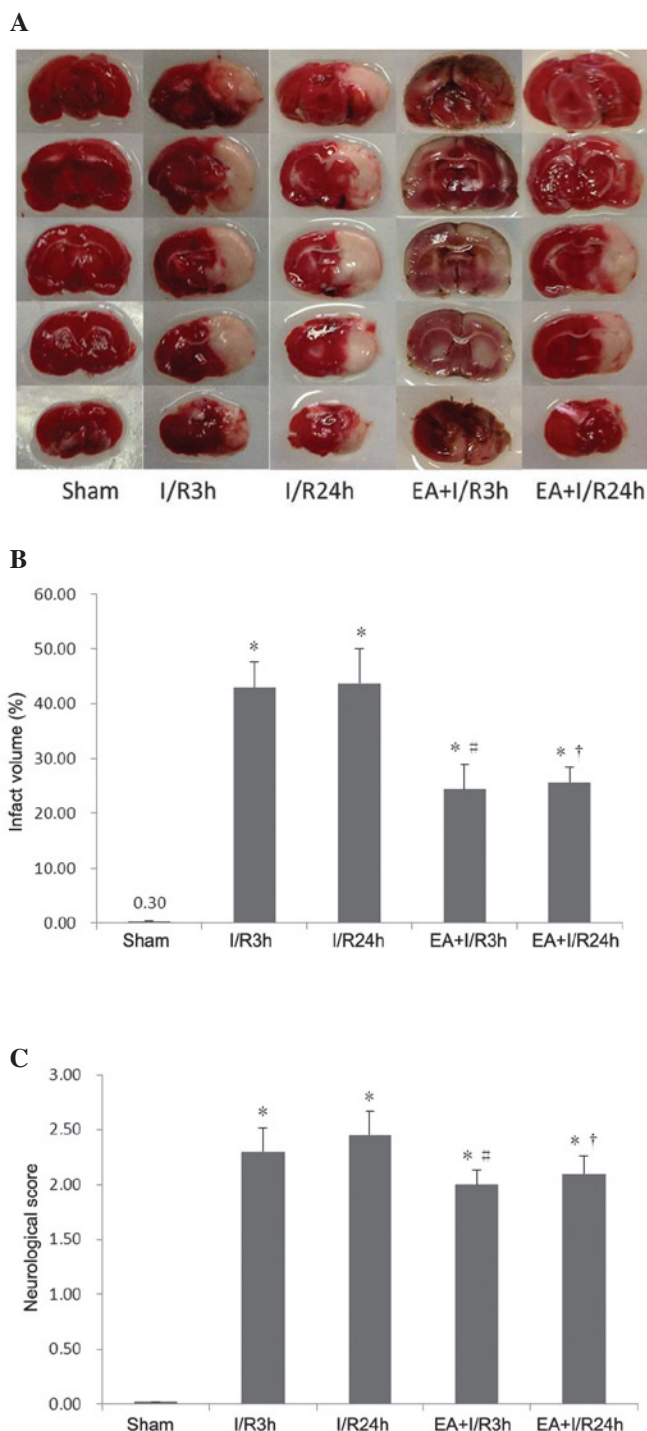 A
Sham I/R3h I/R24h EA+I/R3h EA+I/R24h
B
Infact volume (%)
60.00
50.00
40.00
30.00
20.00
10.00
0.00
0.30
*
*
* #
* †
Sham I/R3h I/R24h EA+I/R3h EA+I/R24h
C
Neurological score
3.00
2.50
2.00
1.50
1.00
0.50
0.00
*
*
* #
* †
Sham I/R3h I/R24h EA+I/R3h EA+I/R24h